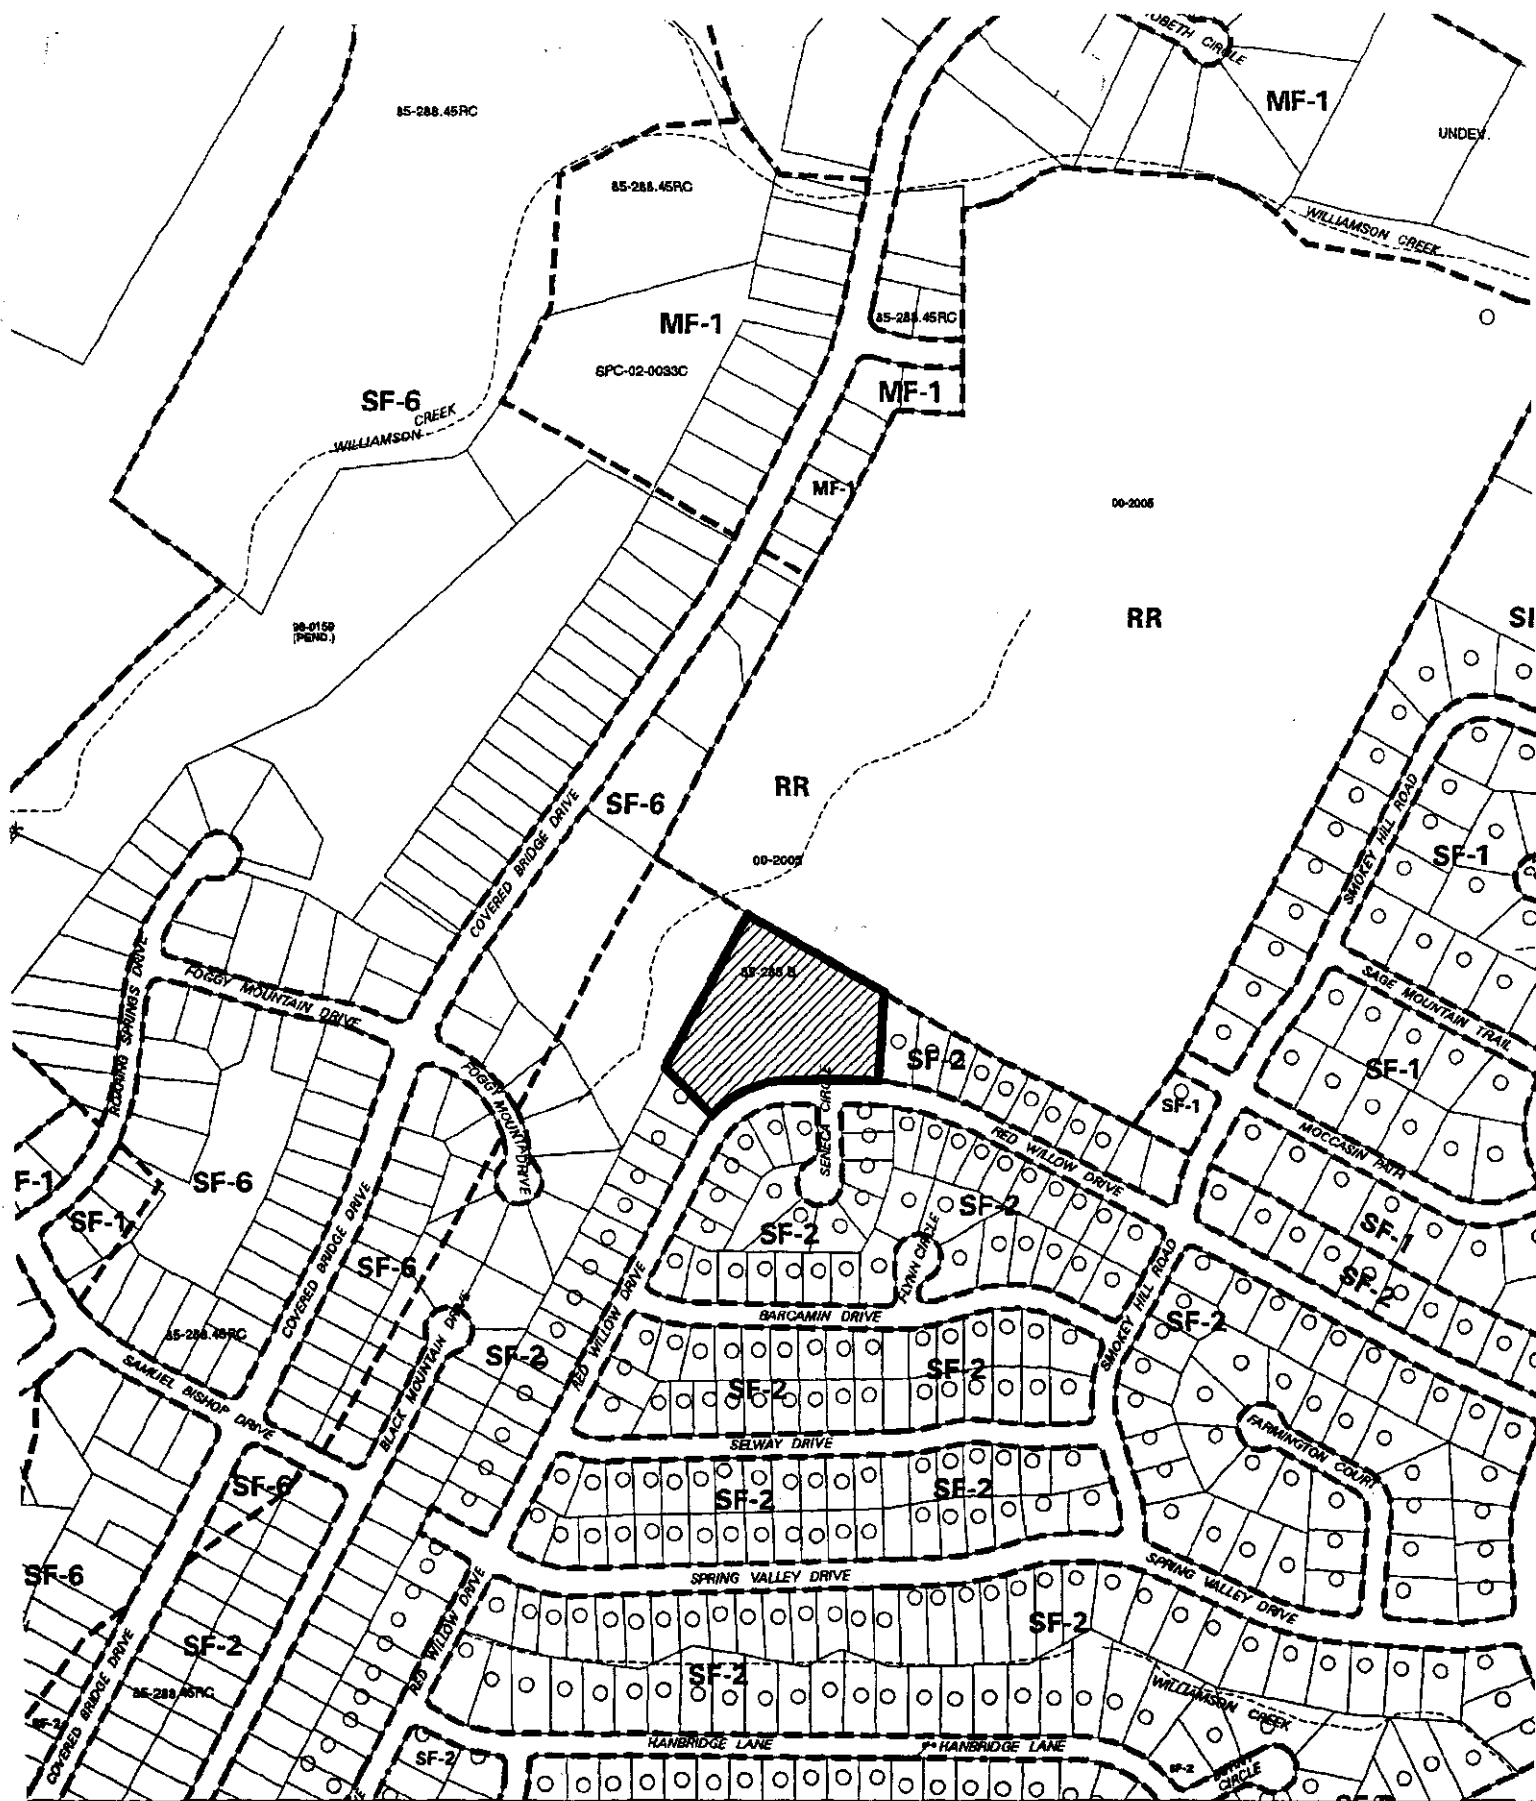 CIRCLE
MF-1
85-288.45RC
UNDEV.
85-288.45RC
WILLIAMSON CREEK
85-288.45RC
MF-1
SPC-02-0033C
MF-1
SF-6
WILLIAMSON CREEK
MF-1
00-2005
RR
98-0159
(PEND.)
RR
SF-6
COVERED BRIDGE DRIVE
SMOKEY HILL ROAD
SF-1
00-2005
FOGGY MOUNTAIN DRIVE
ROARING SPRINGS DRIVE
SAGE MOUNTAIN TRAIL
SF-2
SF-1
FOGGY MOUNTAIN DRIVE
SENECA CIRCLE
SF-1
RED WILLOW DRIVE
MOCCASIN PATH
F-1
SF-6
SF-1
SF-2
SF-2
SF-1
FLYNN CIRCLE
COVERED BRIDGE DRIVE
SF-6
SF-2
SMOKEY HILL ROAD
RED WILLOW DRIVE
BARCAMIN DRIVE
SF-2
85-288.45RC
SAMUEL BISHOP DRIVE
BLACK MOUNTAIN DRIVE
SF-2
SF-2
SF-2
FARMINGTON COURT
SELWAY DRIVE
SF-6
SF-2
SF-2
SF-6
SPRING VALLEY DRIVE
SPRING VALLEY DRIVE
RED WILLOW DRIVE
SF-2
SF-2
SF-2
85-288.45RC
COVERED BRIDGE DRIVE
WILLIAMSON CREEK
SF-2
SF-2
HANBRIDGE LANE
HANBRIDGE LANE
SF-2
CIRCLE